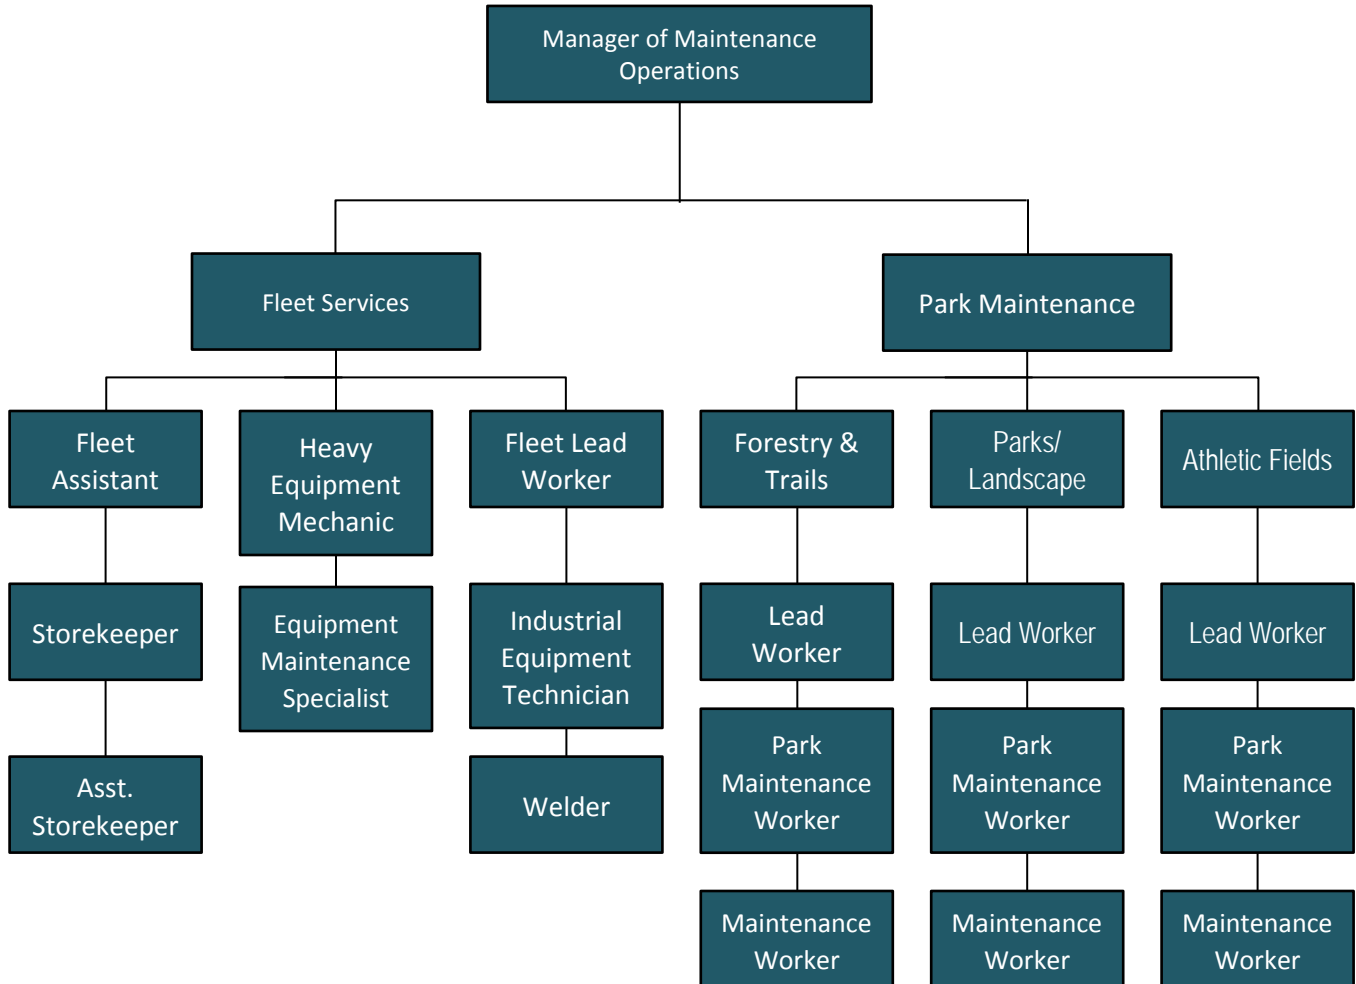 Manager of Maintenance
Operations
Fleet Services
Park Maintenance
Fleet
Assistant
Heavy
Equipment
Mechanic
Fleet Lead
Worker
Forestry &
Trails
Parks/
Landscape
Athletic Fields
Storekeeper
Equipment
Maintenance
Specialist
Industrial
Equipment
Technician
Lead
Worker
Lead Worker
Lead Worker
Asst.
Storekeeper
Welder
Park
Maintenance
Worker
Park
Maintenance
Worker
Park
Maintenance
Worker
Maintenance
Worker
Maintenance
Worker
Maintenance
Worker